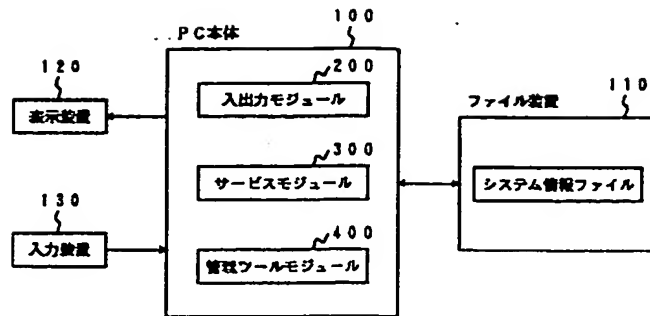 100
PC本体
200
入出力モジュール
120
表示装置
110
ファイル装置
300
サービスモジュール
システム情報ファイル
130
入力装置
400
管理ツールモジュール